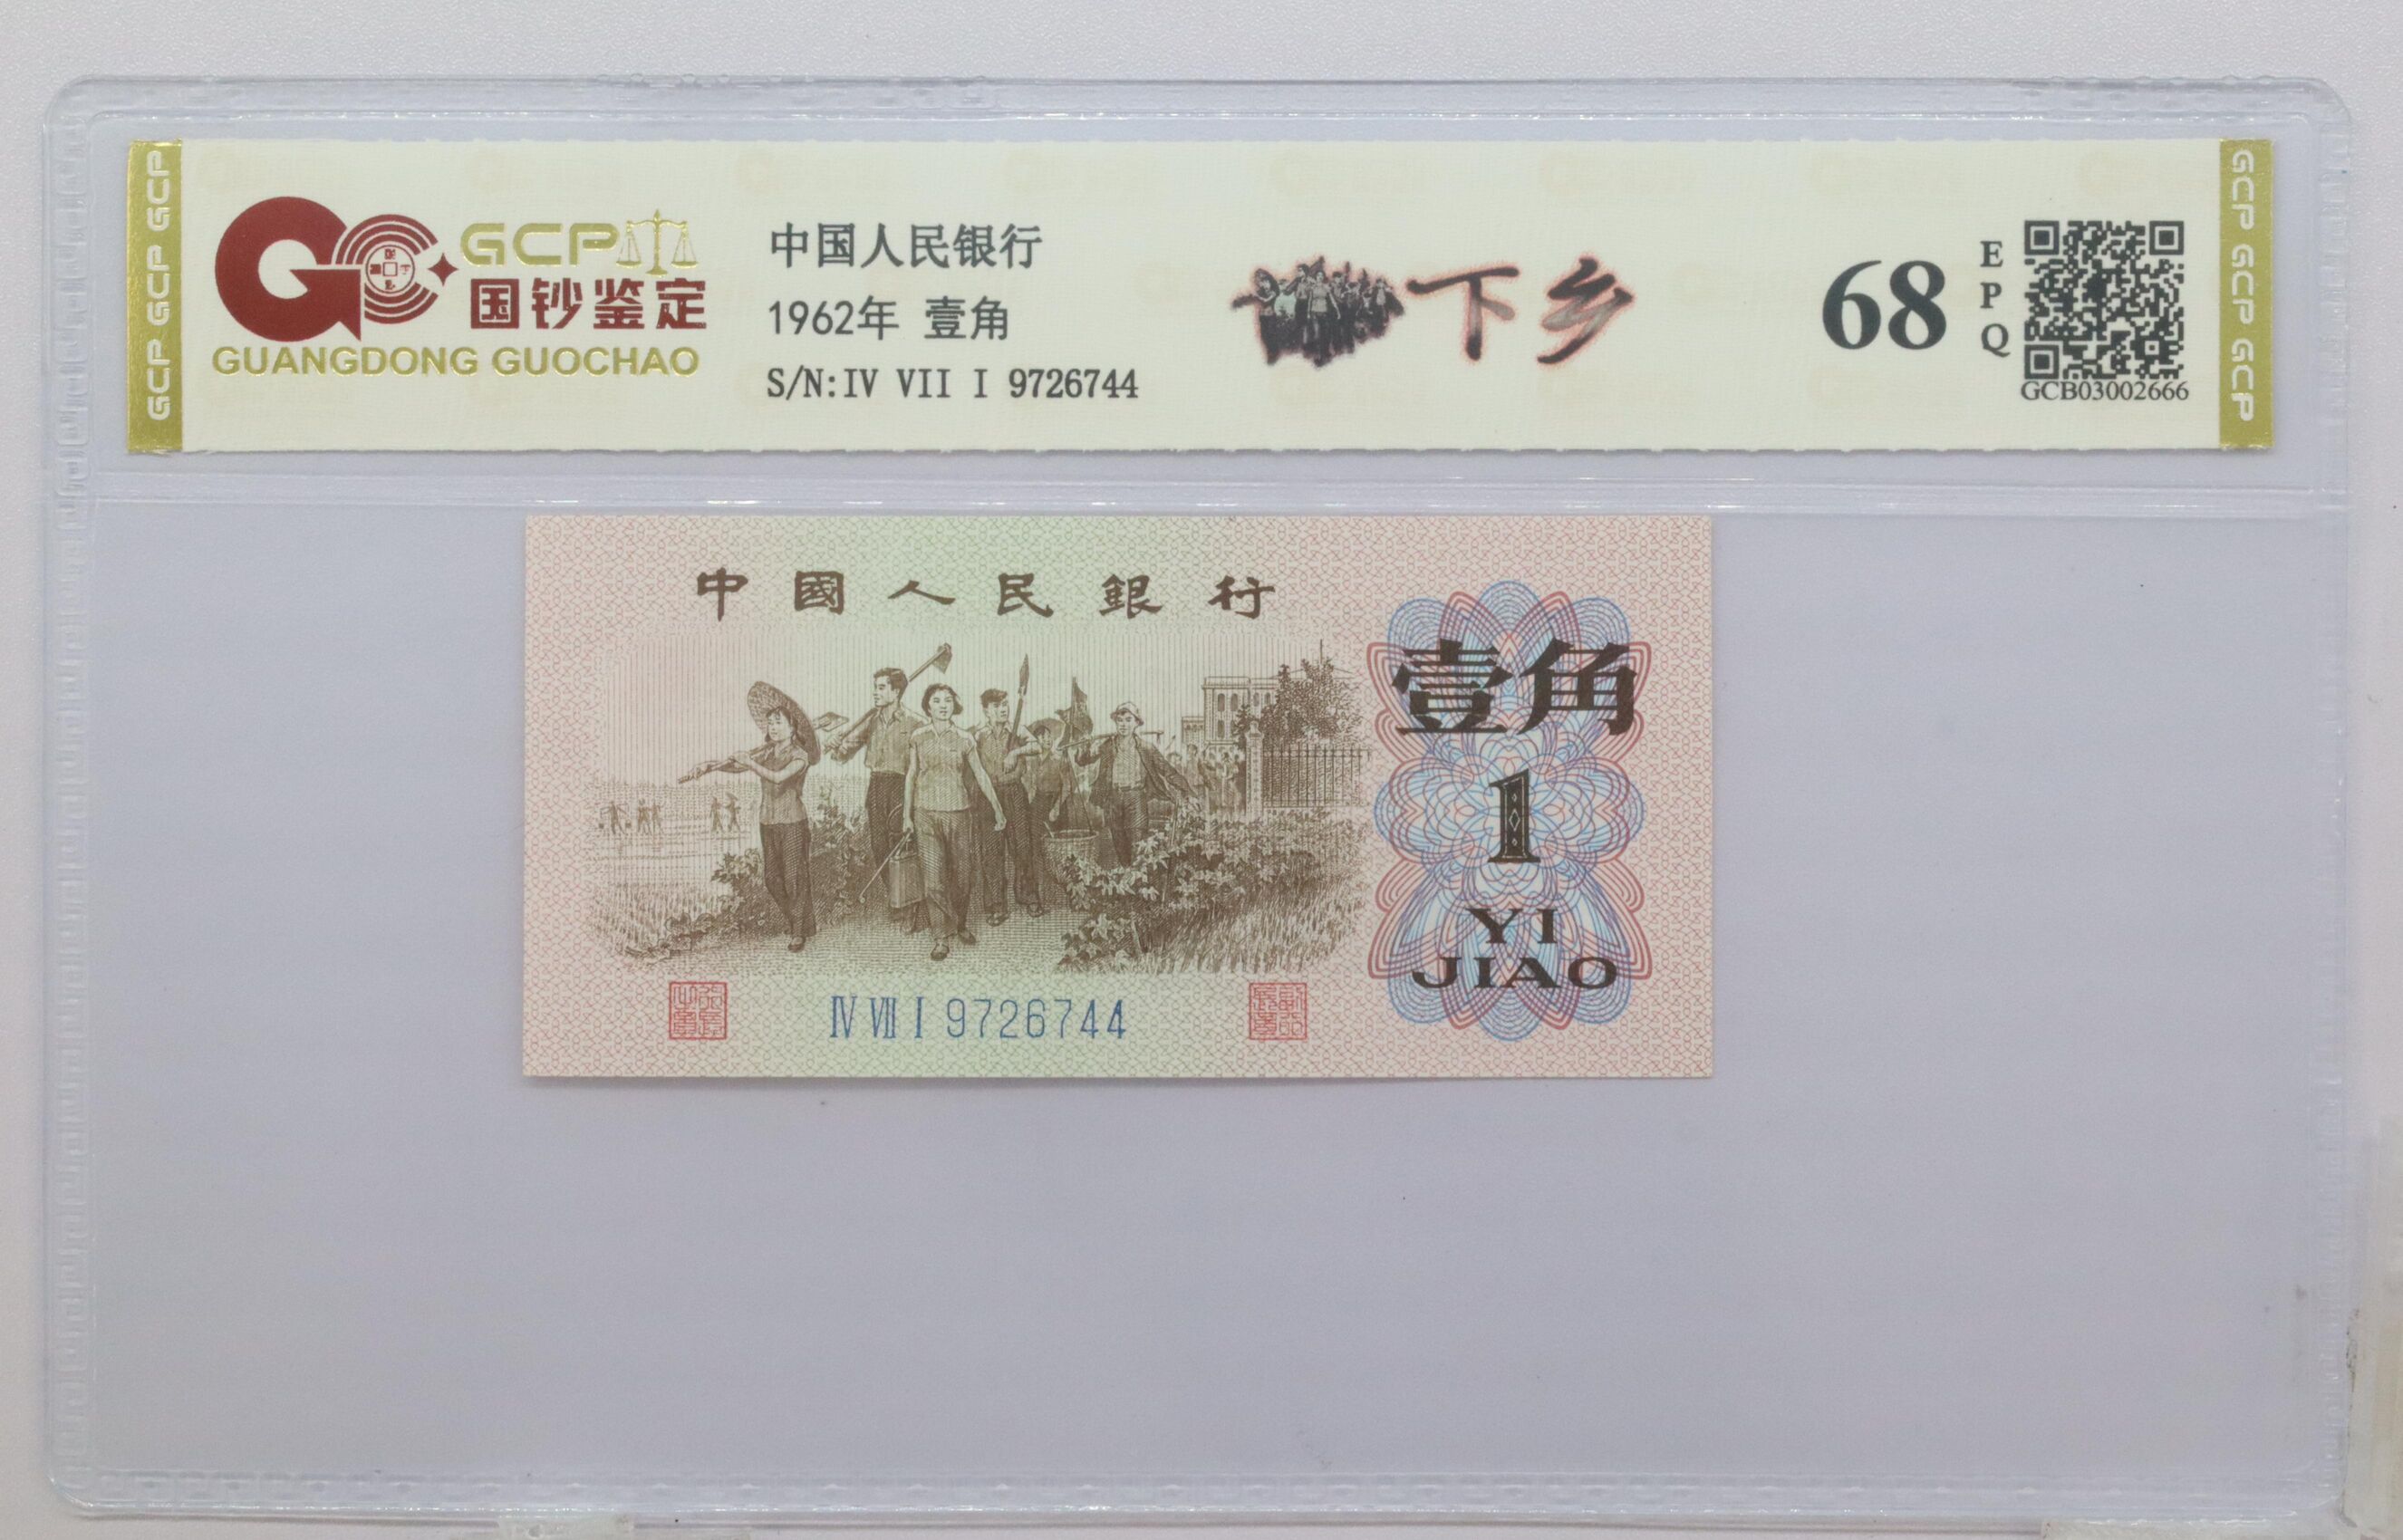 GCP GCP GCP
GCP
国钞鉴定
GUANGDONG GUOCHAO
中国人民银行
1962年 壹角
S/N:IV VII I 9726744
下乡
68
EPQ
GCB03002666
GCP GCP GCP
中國人民銀行
壹角
1
YI
JIAO
Ⅳ Ⅶ Ⅰ 9726744